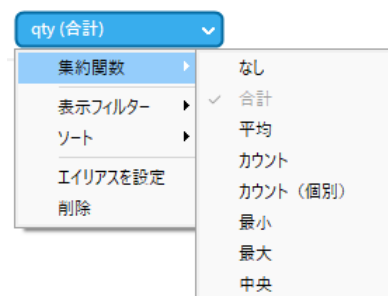 qty (合計)
集約関数
表示フィルター
ソート
エイリアスを設定
削除
なし
合計
平均
カウント
カウント（個別）
最小
最大
中央